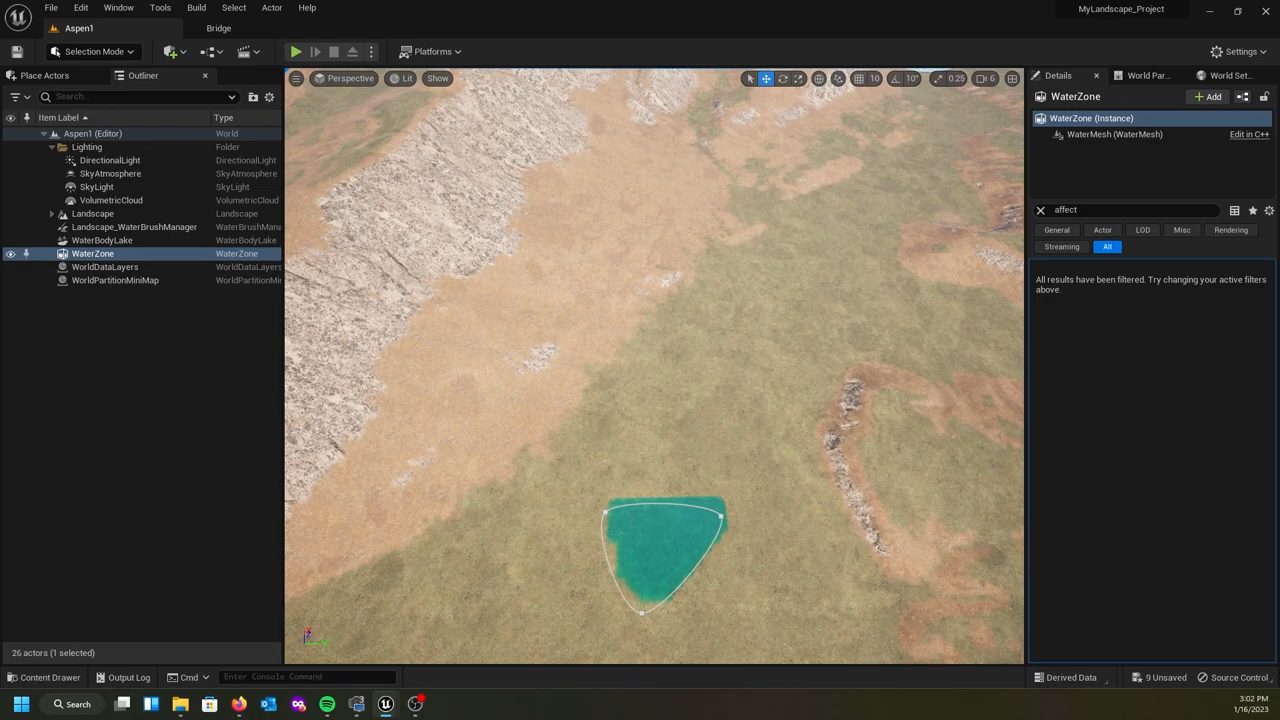 File Edit Window Tools Build Select Actor Help
MyLandscape_Project
Aspen1
Bridge
Selection Mode
Platforms
Settings
Place Actors
Outliner
Search...
Item Label
Type
Aspen1 (Editor) World
Lighting Folder
DirectionalLight DirectionalLight
SkyAtmosphere SkyAtmosphere
SkyLight SkyLight
VolumetricCloud VolumetricCloud
Landscape Landscape
Landscape_WaterBrushManager WaterBrushMana
WaterBodyLake WaterBodyLake
WaterZone WaterZone
WorldDataLayers WorldDataLayers
WorldPartitionMiniMap WorldPartitionMi
26 actors (1 selected)
Perspective
Lit
Show
10
10°
0.25
6
Details
World Par...
World Set...
WaterZone
Add
WaterZone (Instance)
WaterMesh (WaterMesh) Edit in C++
affect
General Actor LOD Misc Rendering
Streaming All
All results have been filtered. Try changing your active filters
above.
Content Drawer
Output Log
Cmd
Enter Console Command
Derived Data
9 Unsaved
Source Control
Search
3:02 PM
1/16/2023